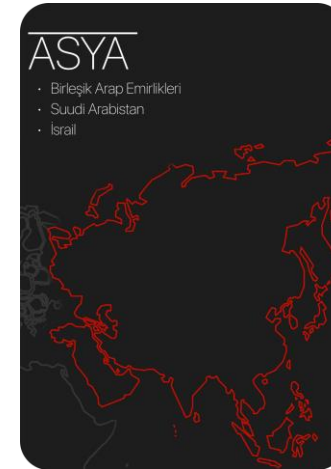 ASYA
· Birleşik Arap Emirlikleri
· Suudi Arabistan
· İsrail